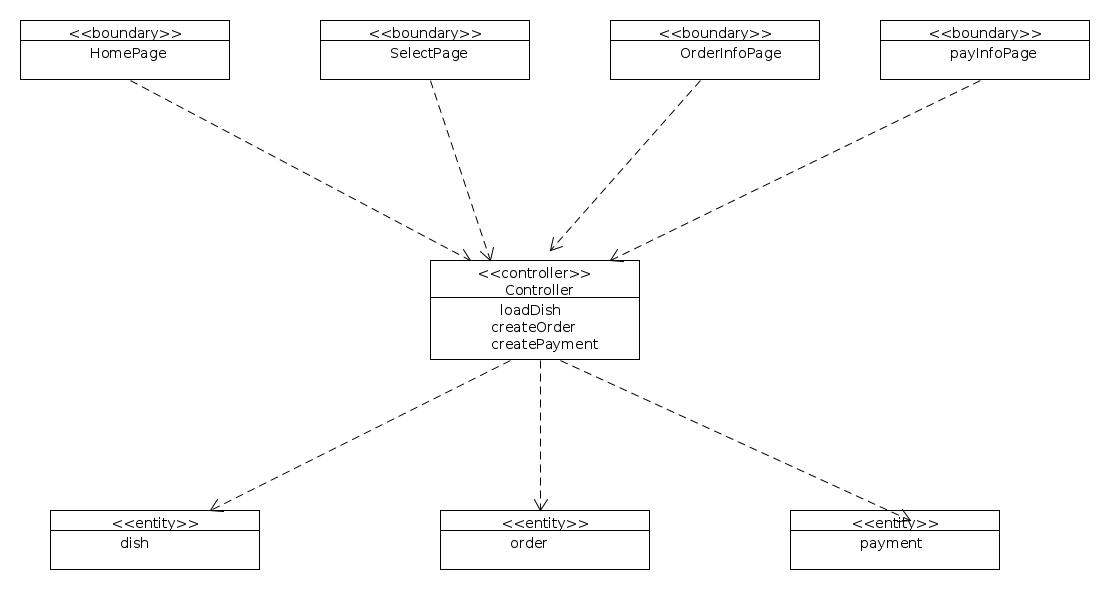 <<boundary>>
HomePage
<<boundary>>
SelectPage
<<boundary>>
OrderInfoPage
<<boundary>>
payInfoPage
<<controller>>
Controller
loadDish
createOrder
createPayment
<<entity>>
dish
<<entity>>
order
<<entity>>
payment